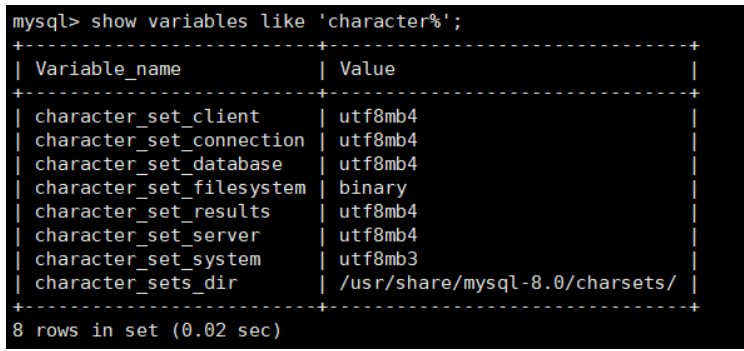 mysql> show variables like 'character%';
+--------------------------+--------------------------------+
| Variable_name            | Value                          |
+--------------------------+--------------------------------+
| character_set_client     | utf8mb4                        |
| character_set_connection | utf8mb4                        |
| character_set_database   | utf8mb4                        |
| character_set_filesystem | binary                         |
| character_set_results    | utf8mb4                        |
| character_set_server     | utf8mb4                        |
| character_set_system     | utf8mb3                        |
| character_sets_dir       | /usr/share/mysql-8.0/charsets/ |
+--------------------------+--------------------------------+
8 rows in set (0.02 sec)